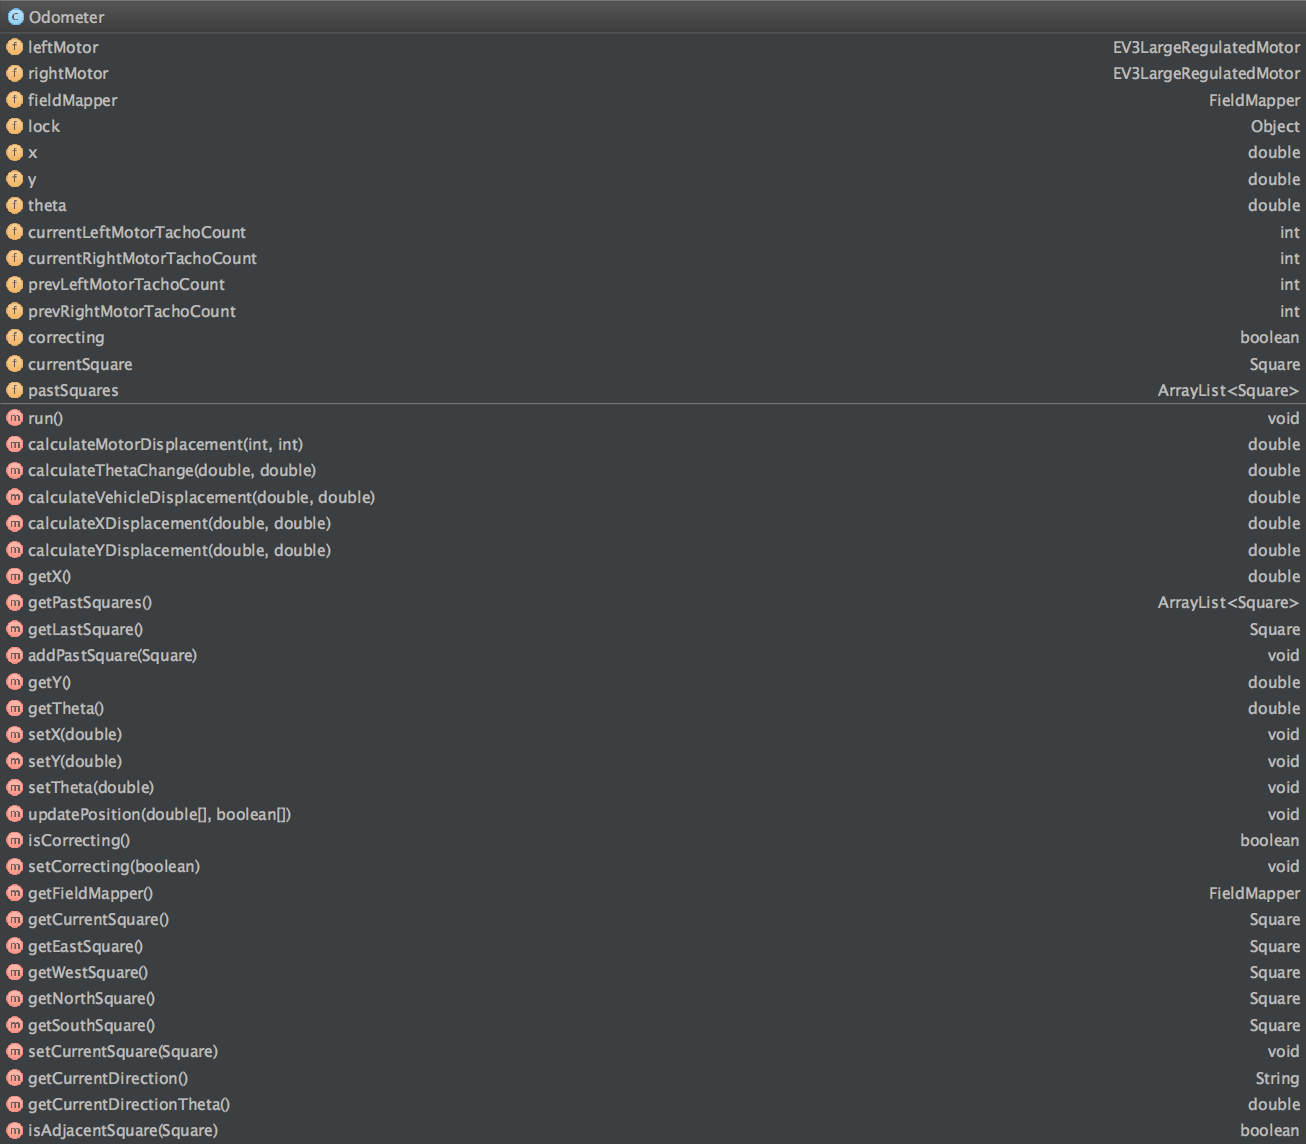 C Odometer
f leftMotor EV3LargeRegulatedMotor
f rightMotor EV3LargeRegulatedMotor
f fieldMapper FieldMapper
f lock Object
f x double
f y double
f theta double
f currentLeftMotorTachoCount int
f currentRightMotorTachoCount int
f prevLeftMotorTachoCount int
f prevRightMotorTachoCount int
f correcting boolean
f currentSquare Square
f pastSquares ArrayList<Square>
m run() void
m calculateMotorDisplacement(int, int) double
m calculateThetaChange(double, double) double
m calculateVehicleDisplacement(double, double) double
m calculateXDisplacement(double, double) double
m calculateYDisplacement(double, double) double
m getX() double
m getPastSquares() ArrayList<Square>
m getLastSquare() Square
m addPastSquare(Square) void
m getY() double
m getTheta() double
m setX(double) void
m setY(double) void
m setTheta(double) void
m updatePosition(double[], boolean[]) void
m isCorrecting() boolean
m setCorrecting(boolean) void
m getFieldMapper() FieldMapper
m getCurrentSquare() Square
m getEastSquare() Square
m getWestSquare() Square
m getNorthSquare() Square
m getSouthSquare() Square
m setCurrentSquare(Square) void
m getCurrentDirection() String
m getCurrentDirectionTheta() double
m isAdjacentSquare(Square) boolean